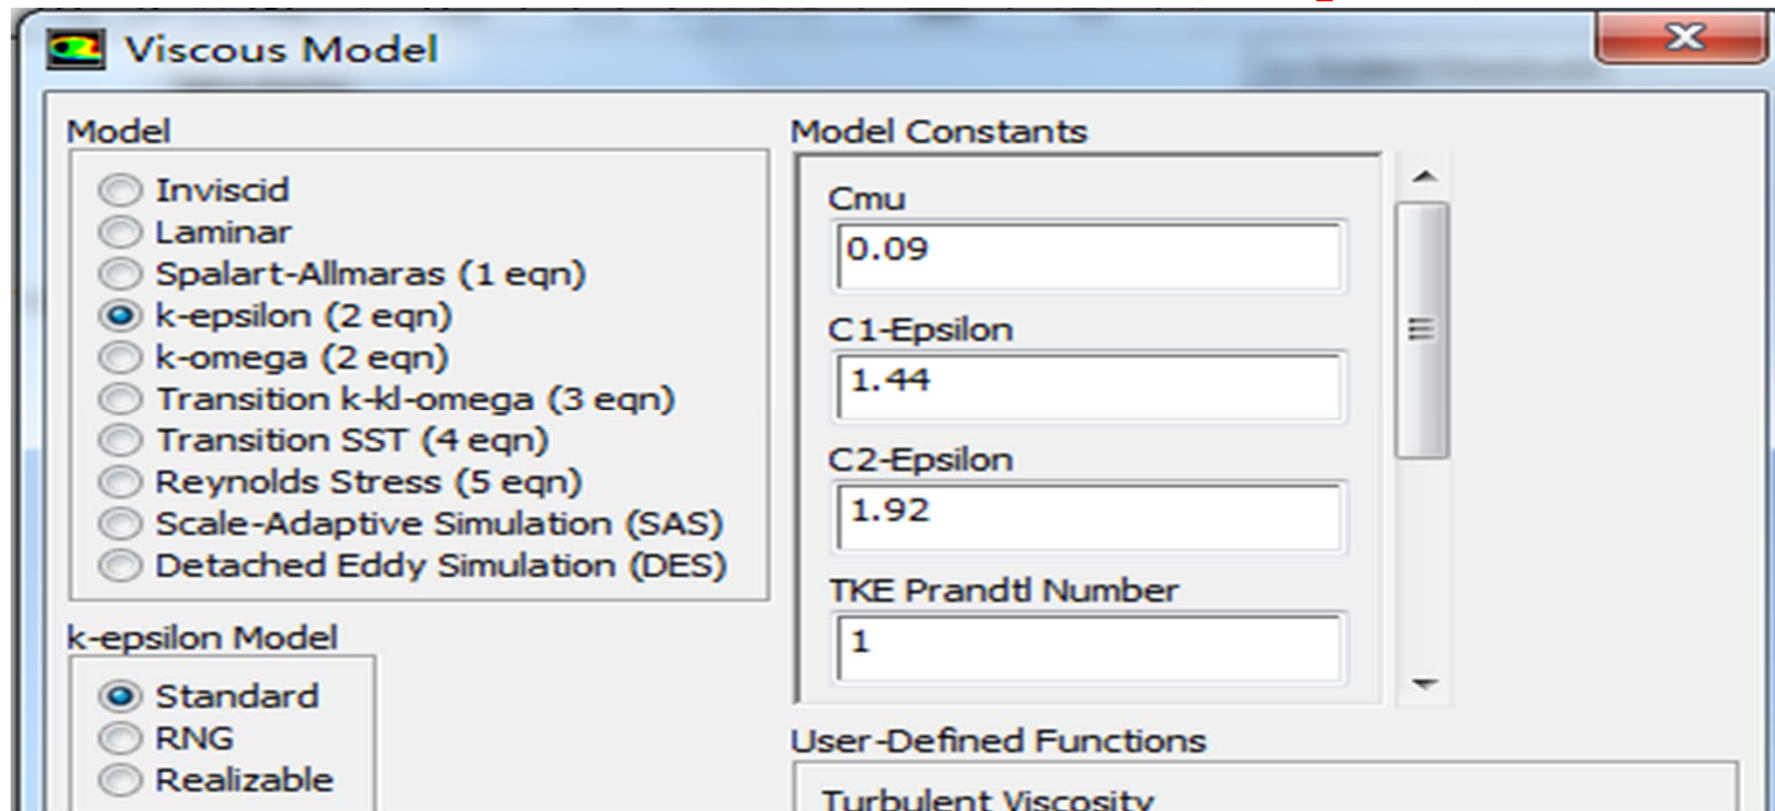 Viscous Model
Model
Inviscid
Laminar
Spalart-Allmaras (1 eqn)
k-epsilon (2 eqn)
k-omega (2 eqn)
Transition k-kl-omega (3 eqn)
Transition SST (4 eqn)
Reynolds Stress (5 eqn)
Scale-Adaptive Simulation (SAS)
Detached Eddy Simulation (DES)
k-epsilon Model
Standard
RNG
Realizable
Model Constants
Cmu
0.09
C1-Epsilon
1.44
C2-Epsilon
1.92
TKE Prandtl Number
1
User-Defined Functions
Turbulent Viscosity